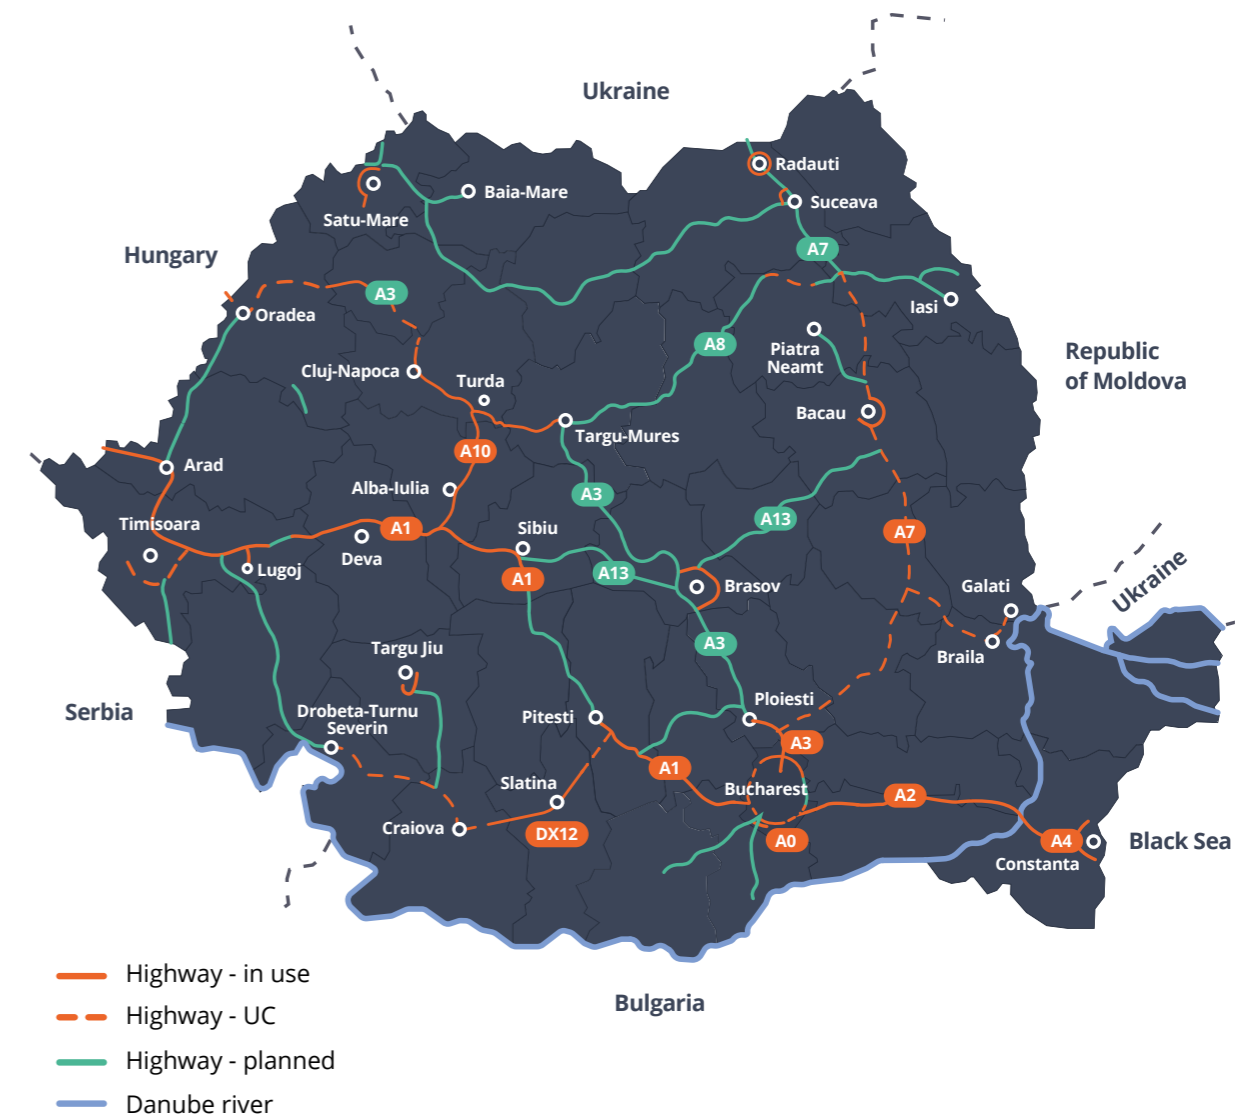 Ukraine
Radauti
Baia-Mare
Suceava
Satu-Mare
A7
Hungary
A3
Iasi
Oradea
A8
Piatra
Neamt
Republic
of Moldova
Cluj-Napoca
Turda
Bacau
Targu-Mures
A10
Arad
Alba-Iulia
A3
A13
Timisoara
A1
Sibiu
A7
Deva
Lugoj
A1
A13
Brasov
Galati
Ukraine
A3
Targu Jiu
Braila
Serbia
Drobeta-Turnu
Severin
Pitesti
Ploiesti
A3
A1
Slatina
Bucharest
A2
Craiova
DX12
A0
A4
Black Sea
Constanta
Highway - in use
Bulgaria
Highway - UC
Highway - planned
Danube river